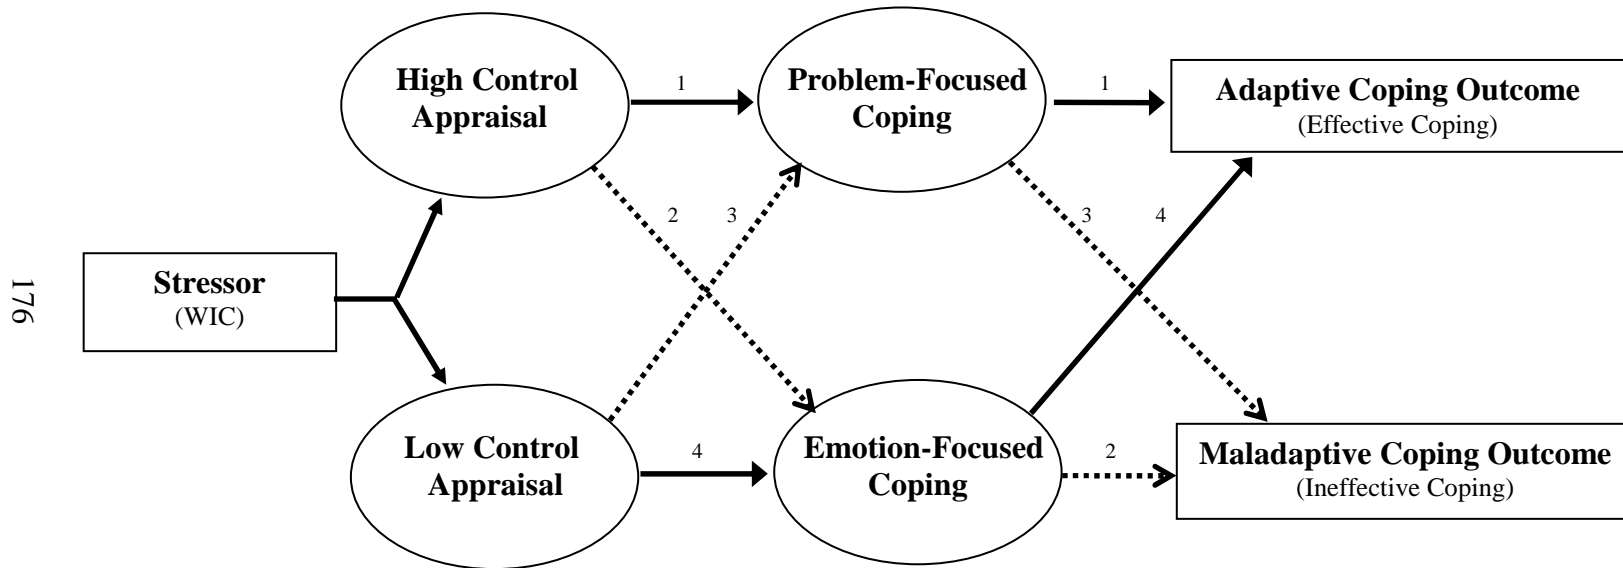 High Control
Appraisal
1
Problem-Focused
Coping
1
Adaptive Coping Outcome
(Effective Coping)
2
3
3
4
Stressor
(WIC)
176
Low Control
Appraisal
4
Emotion-Focused
Coping
2
Maladaptive Coping Outcome
(Ineffective Coping)